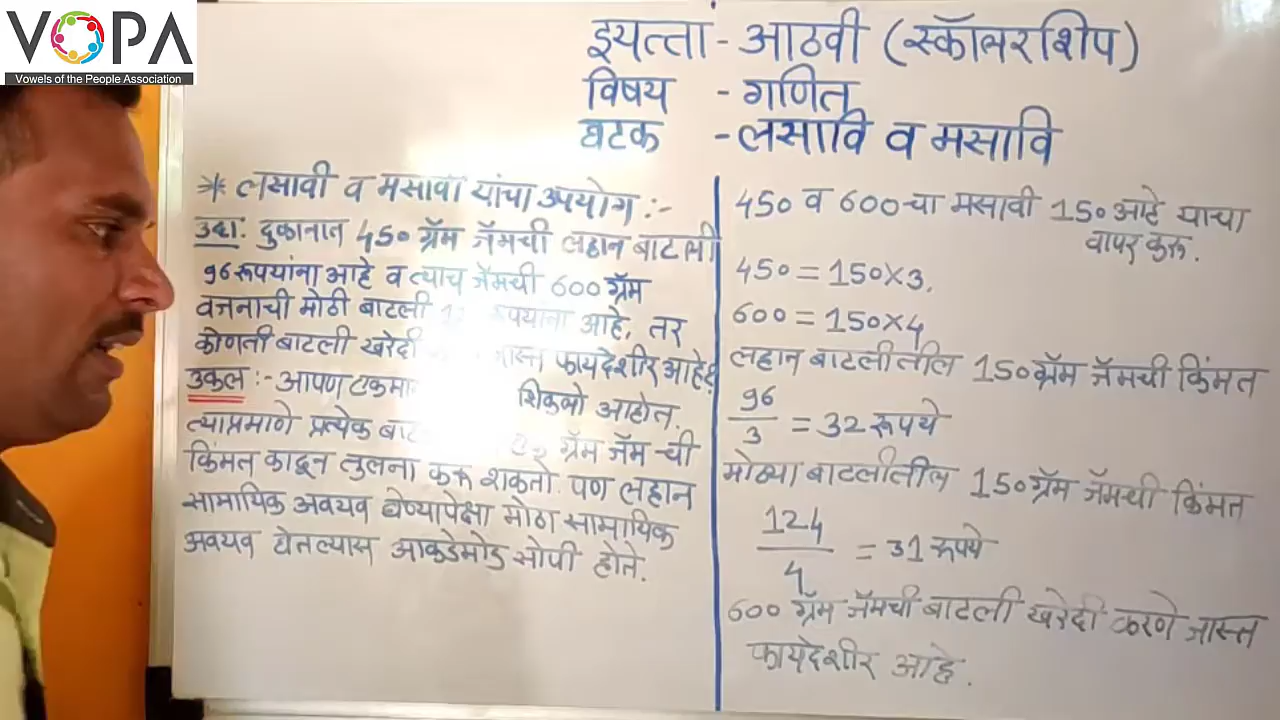 VOPA
Vowels of the People Association
इयत्ता - आठवी (स्कॉलरशिप)
विषय - गणित
घटक - लसावि व मसावि
* लसावी व मसावी यांचा उपयोग :-
उदा. दुकानात 450 ग्रॅम जॅमची लहान बाटली
96 रूपयांना आहे व त्याच जॅमची 600 ग्रॅम
वजनाची मोठी बाटली रूपयांना आहे, तर
कोणती बाटली खरेदी जास्त फायदेशीर आहे?
उकल :- आपण एकमा शिकलो आहोत.
त्याप्रमाणे प्रत्येक ग्रॅम जॅम ची
किंमत काढून तुलना करू शकतो. पण लहान
सामायिक अवयव घेण्यापेक्षा मोठा सामायिक
अवयव घेतल्यास आकडेमोड सोपी होते.
450 व 600 चा मसावी 150 आहे याचा
वापर करू.
450 = 150×3.
600 = 150×4
लहान बाटलीतील 150 ग्रॅम जॅमची किंमत
96/3 = 32 रूपये
मोठ्या बाटलीतील 150 ग्रॅम जॅमची किंमत
124/4 = 31 रूपये
600 ग्रॅम जॅमची बाटली खरेदी करणे जास्त
फायदेशीर आहे.